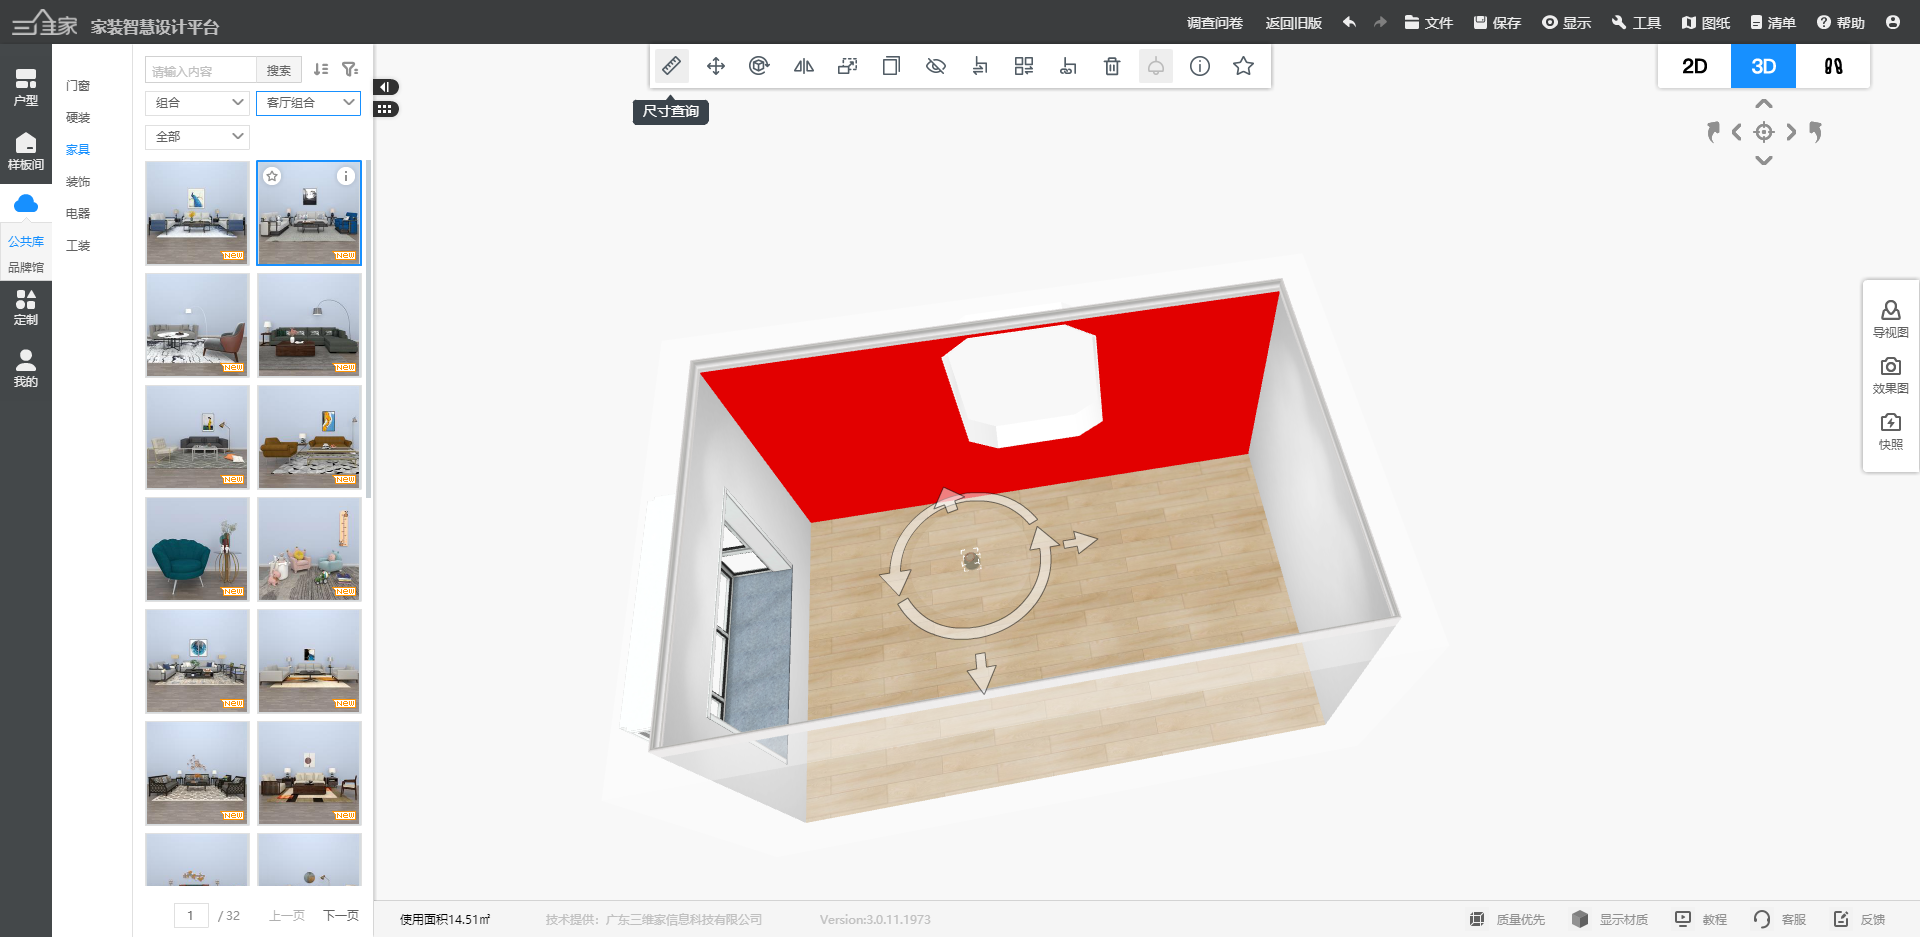 三维家 家装智慧设计平台
调查问卷 返回旧版 文件 保存 显示 工具 图纸 清单 帮助
户型
样板间
公共库
品牌馆
定制
我的
门窗
硬装
家具
装饰
电器
工装
请输入内容 搜索
组合 客厅组合
全部
New New
New New
New New
New New
New New
New New
1 / 32 上一页 下一页
尺寸查询
2D 3D
导视图
效果图
快照
使用面积14.51㎡ 技术提供：广东三维家信息科技有限公司 Version:3.0.11.1973
质量优先 显示材质 教程 客服 反馈